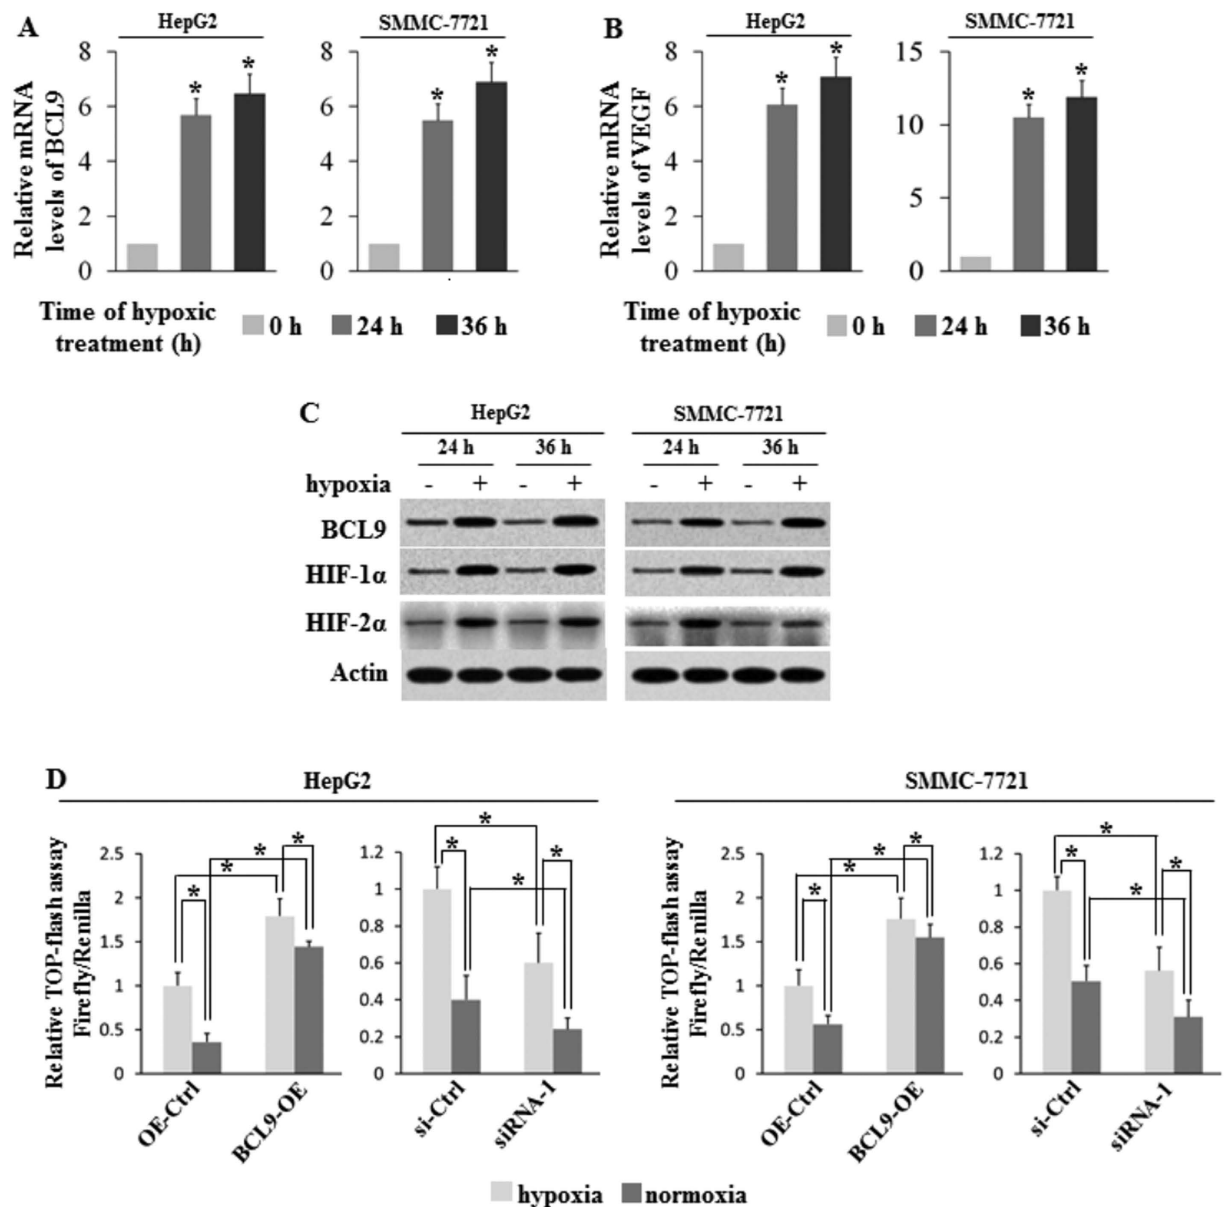 A
HepG2
SMMC-7721
B
HepG2
SMMC-7721
Relative mRNA
levels of BCL9
8
6
4
2
0
*
*
8
6
4
2
0
*
*
Relative mRNA
levels of VEGF
8
6
4
2
0
*
*
15
10
5
0
*
*
Time of hypoxic
treatment (h)
0 h 24 h 36 h
Time of hypoxic
treatment (h)
0 h 24 h 36 h
C
HepG2
SMMC-7721
24 h 36 h 24 h 36 h
hypoxia - + - + - + - +
BCL9
HIF-1α
HIF-2α
Actin
D
HepG2
SMMC-7721
Relative TOP-flash assay
Firefly/Renilla
2.5
2
1.5
1
0.5
0
* * * *
OE-Ctrl
BCL9-OE
1.2
1
0.8
0.6
0.4
0.2
0
* * * *
si-Ctrl
siRNA-1
Relative TOP-flash assay
Firefly/Renilla
2.5
2
1.5
1
0.5
0
* * * *
OE-Ctrl
BCL9-OE
1.2
1
0.8
0.6
0.4
0.2
0
* * * *
si-Ctrl
siRNA-1
hypoxia normoxia